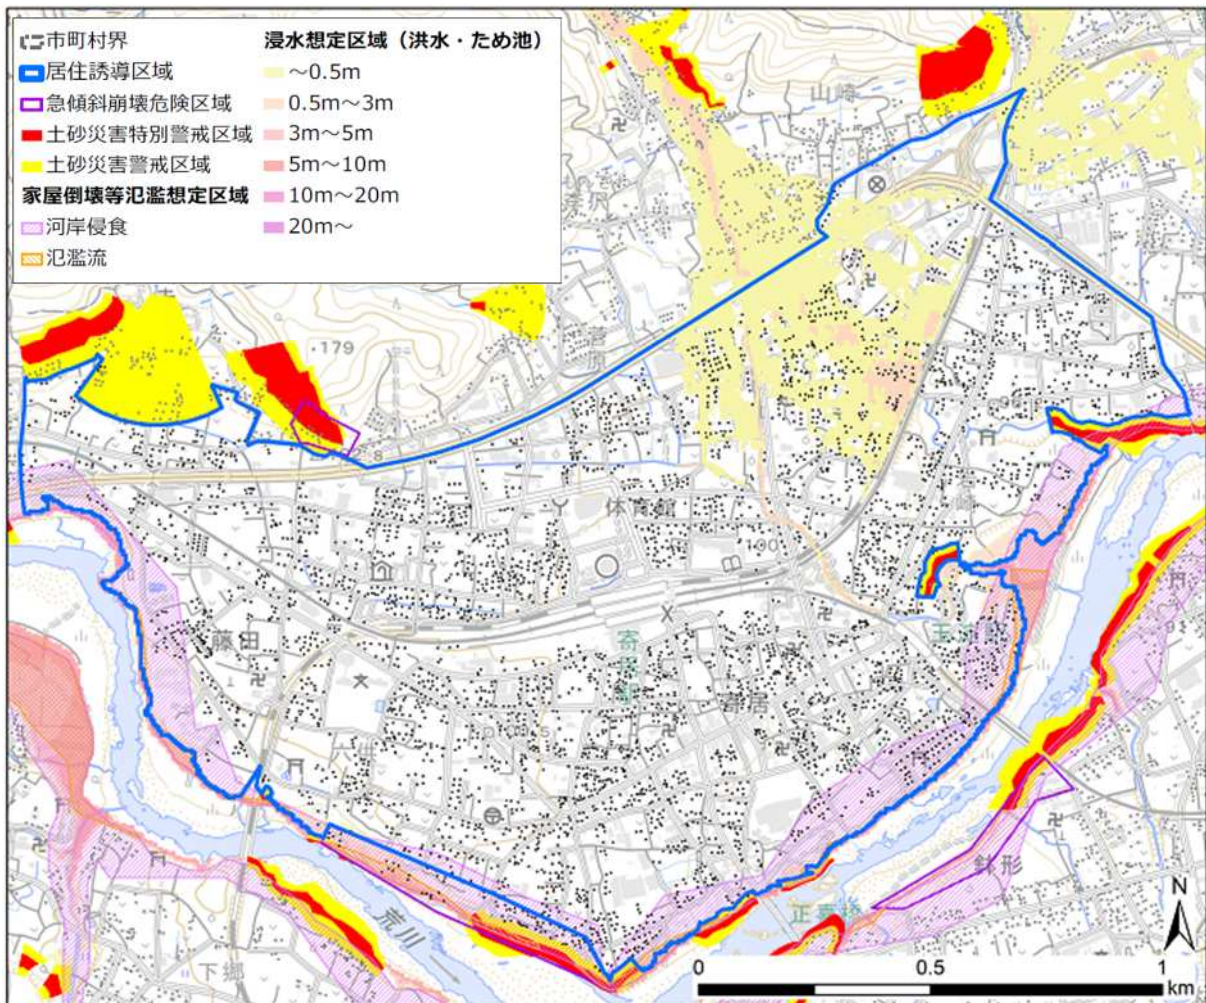 市町村界
居住誘導区域
急傾斜崩壊危険区域
土砂災害特別警戒区域
土砂災害警戒区域
家屋倒壊等氾濫想定区域
河岸侵食
氾濫流
浸水想定区域（洪水・ため池）
～0.5m
0.5m～3m
3m～5m
5m～10m
10m～20m
20m～
山崎
・179
体育館
100
藤田
六供
寄居
鉢形
正喜橋
荒川
下郷
N
0
0.5
1
km